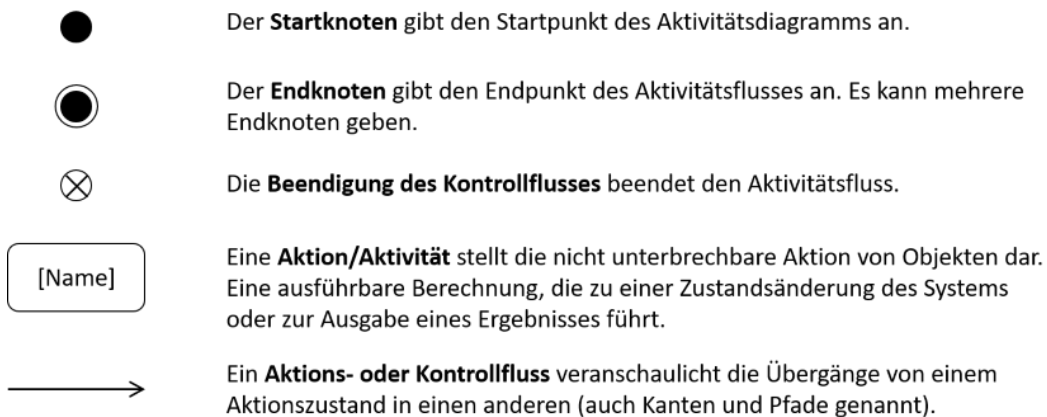 Der Startknoten gibt den Startpunkt des Aktivitätsdiagramms an.
Der Endknoten gibt den Endpunkt des Aktivitätsflusses an. Es kann mehrere
Endknoten geben.
Die Beendigung des Kontrollflusses beendet den Aktivitätsfluss.
[Name]
Eine Aktion/Aktivität stellt die nicht unterbrechbare Aktion von Objekten dar.
Eine ausführbare Berechnung, die zu einer Zustandsänderung des Systems
oder zur Ausgabe eines Ergebnisses führt.
Ein Aktions- oder Kontrollfluss veranschaulicht die Übergänge von einem
Aktionszustand in einen anderen (auch Kanten und Pfade genannt).